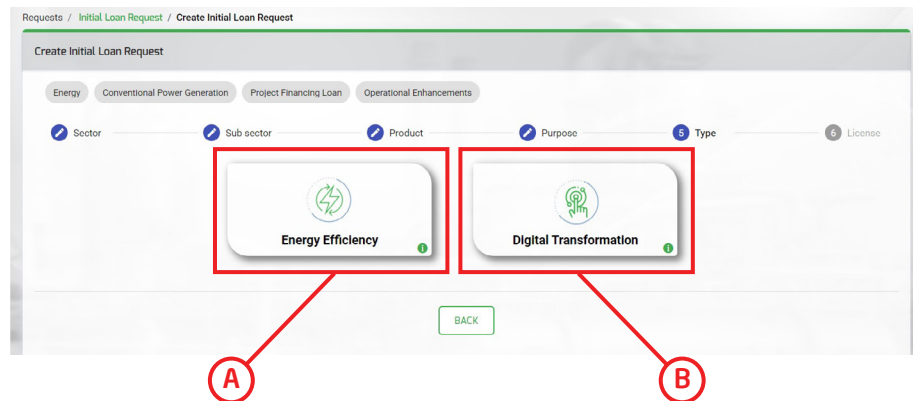 Requests / Initial Loan Request / Create Initial Loan Request
Create Initial Loan Request
Energy Conventional Power Generation Project Financing Loan Operational Enhancements
Sector Sub sector Product Purpose 5 Type 6 License
Energy Efficiency Digital Transformation
BACK
A B